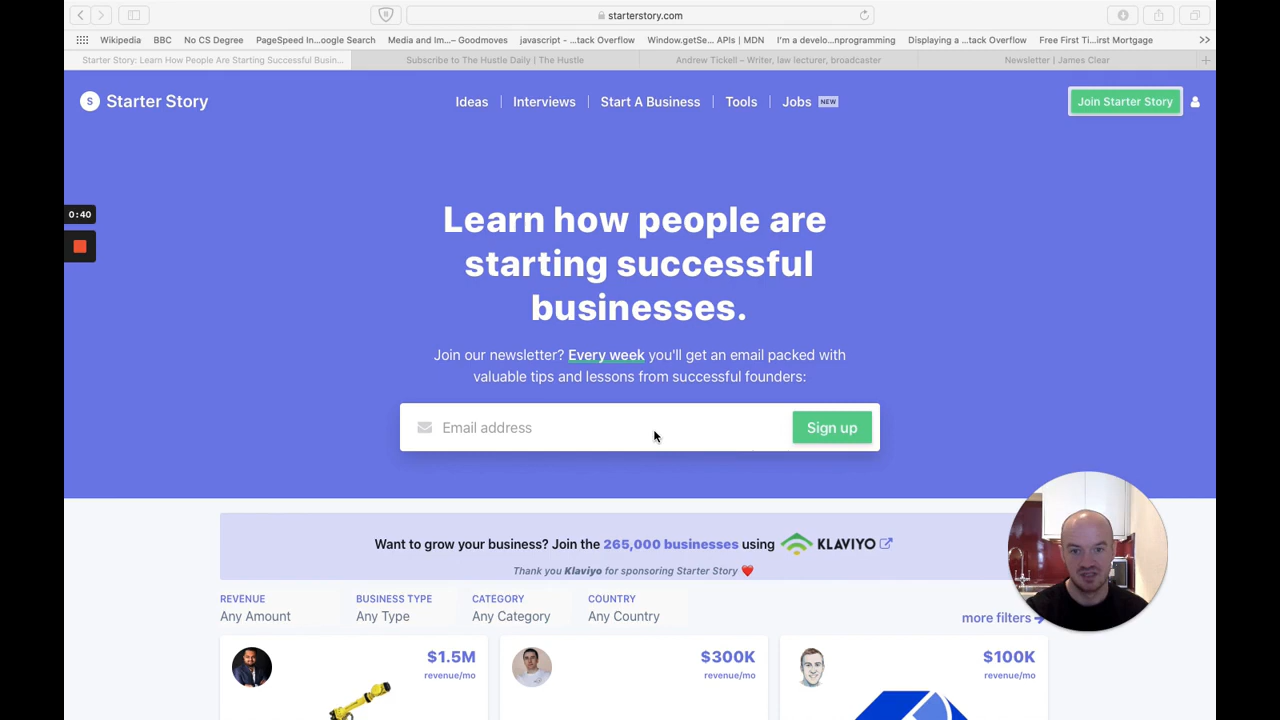 starterstory.com
Wikipedia BBC No CS Degree PageSpeed In...oogle Search Media and Im...– Goodmoves javascript - ...tack Overflow Window.getSe... APIs | MDN I'm a develo...nprogramming Displaying a ...tack Overflow Free First Ti...irst Mortgage >>
Starter Story: Learn How People Are Starting Successful Busin... Subscribe to The Hustle Daily | The Hustle Andrew Tickell – Writer, law lecturer, broadcaster Newsletter | James Clear
S Starter Story Ideas Interviews Start A Business Tools Jobs NEW Join Starter Story
0:40
Learn how people are
starting successful
businesses.
Join our newsletter? Every week you'll get an email packed with
valuable tips and lessons from successful founders:
Email address Sign up
Want to grow your business? Join the 265,000 businesses using KLAVIYO
Thank you Klaviyo for sponsoring Starter Story ❤️
REVENUE BUSINESS TYPE CATEGORY COUNTRY
Any Amount Any Type Any Category Any Country more filters
$1.5M $300K $100K
revenue/mo revenue/mo revenue/mo